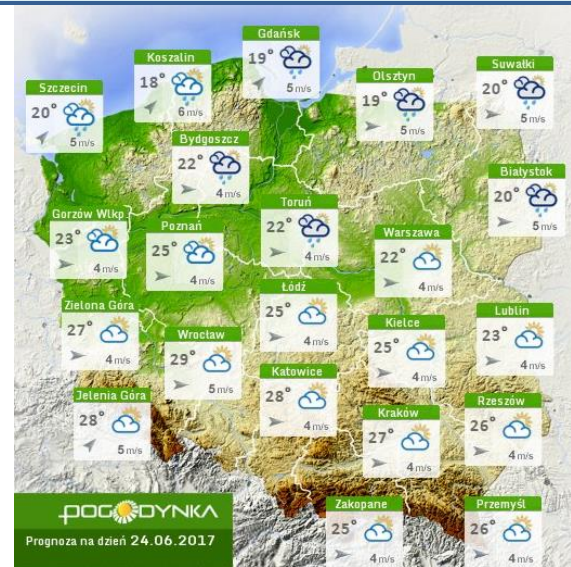 Gdańsk
19°
5 m/s
Koszalin
18°
6 m/s
Suwałki
20°
5 m/s
Olsztyn
19°
5 m/s
Szczecin
20°
5 m/s
Bydgoszcz
22°
4 m/s
Białystok
20°
5 m/s
Toruń
22°
4 m/s
Gorzów Wlkp
23°
4 m/s
Poznań
25°
4 m/s
Warszawa
22°
4 m/s
Łódź
25°
4 m/s
Zielona Góra
27°
4 m/s
Lublin
23°
4 m/s
Kielce
25°
4 m/s
Wrocław
29°
5 m/s
Katowice
28°
4 m/s
Jelenia Góra
28°
5 m/s
Rzeszów
26°
4 m/s
Kraków
27°
4 m/s
Zakopane
25°
4 m/s
Przemyśl
26°
4 m/s
POGODYNKA
Prognoza na dzień 24.06.2017